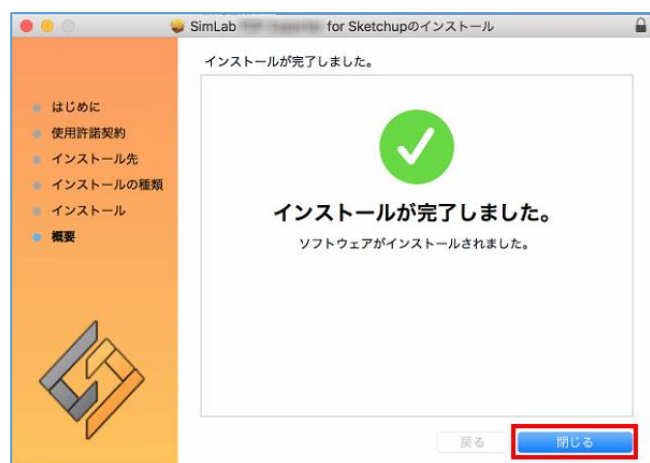 SimLab for Sketchupのインストール
インストールが完了しました。
はじめに
使用許諾契約
インストール先
インストールの種類
インストール
概要
インストールが完了しました。
ソフトウェアがインストールされました。
戻る
閉じる